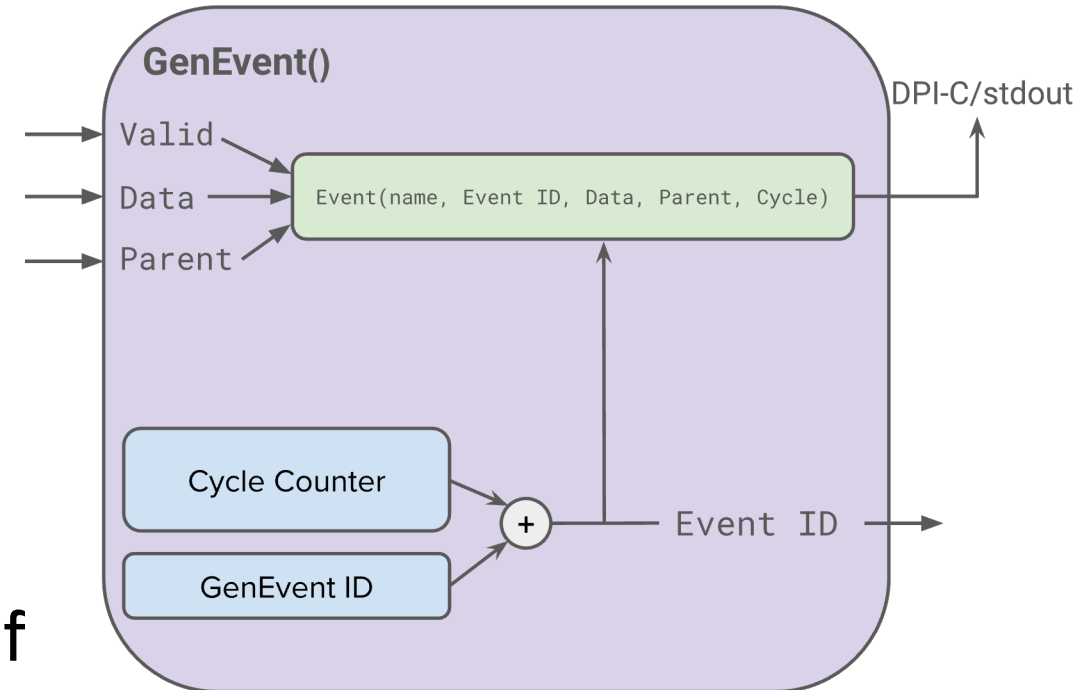 GenEvent()
DPI-C/stdout
Valid
Data
Parent
Event(name, Event ID, Data, Parent, Cycle)
Cycle Counter
+
Event ID
GenEvent ID
f